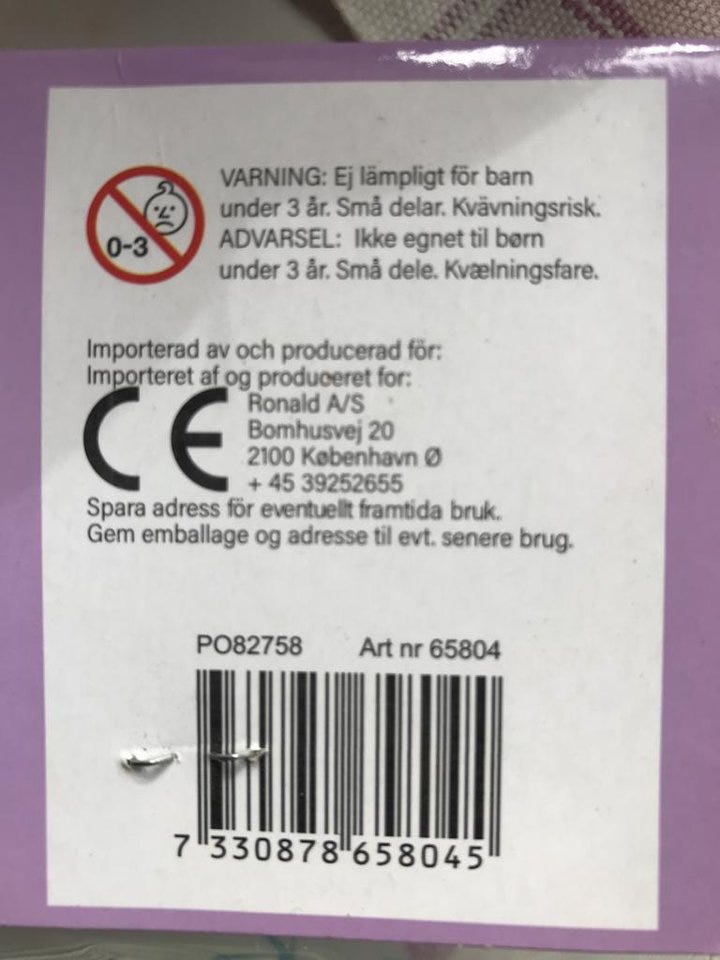 VARNING: Ej lämpligt för barn
under 3 år. Små delar. Kvävningsrisk.
ADVARSEL: Ikke egnet til børn
under 3 år. Små dele. Kvælningsfare.
0-3
Importerad av och producerad för:
Importeret af og produceret for:
CE
Ronald A/S
Bomhusvej 20
2100 København Ø
+ 45 39252655
Spara adress för eventuellt framtida bruk.
Gem emballage og adresse til evt. senere brug.
PO82758 Art nr 65804
7 330878 658045